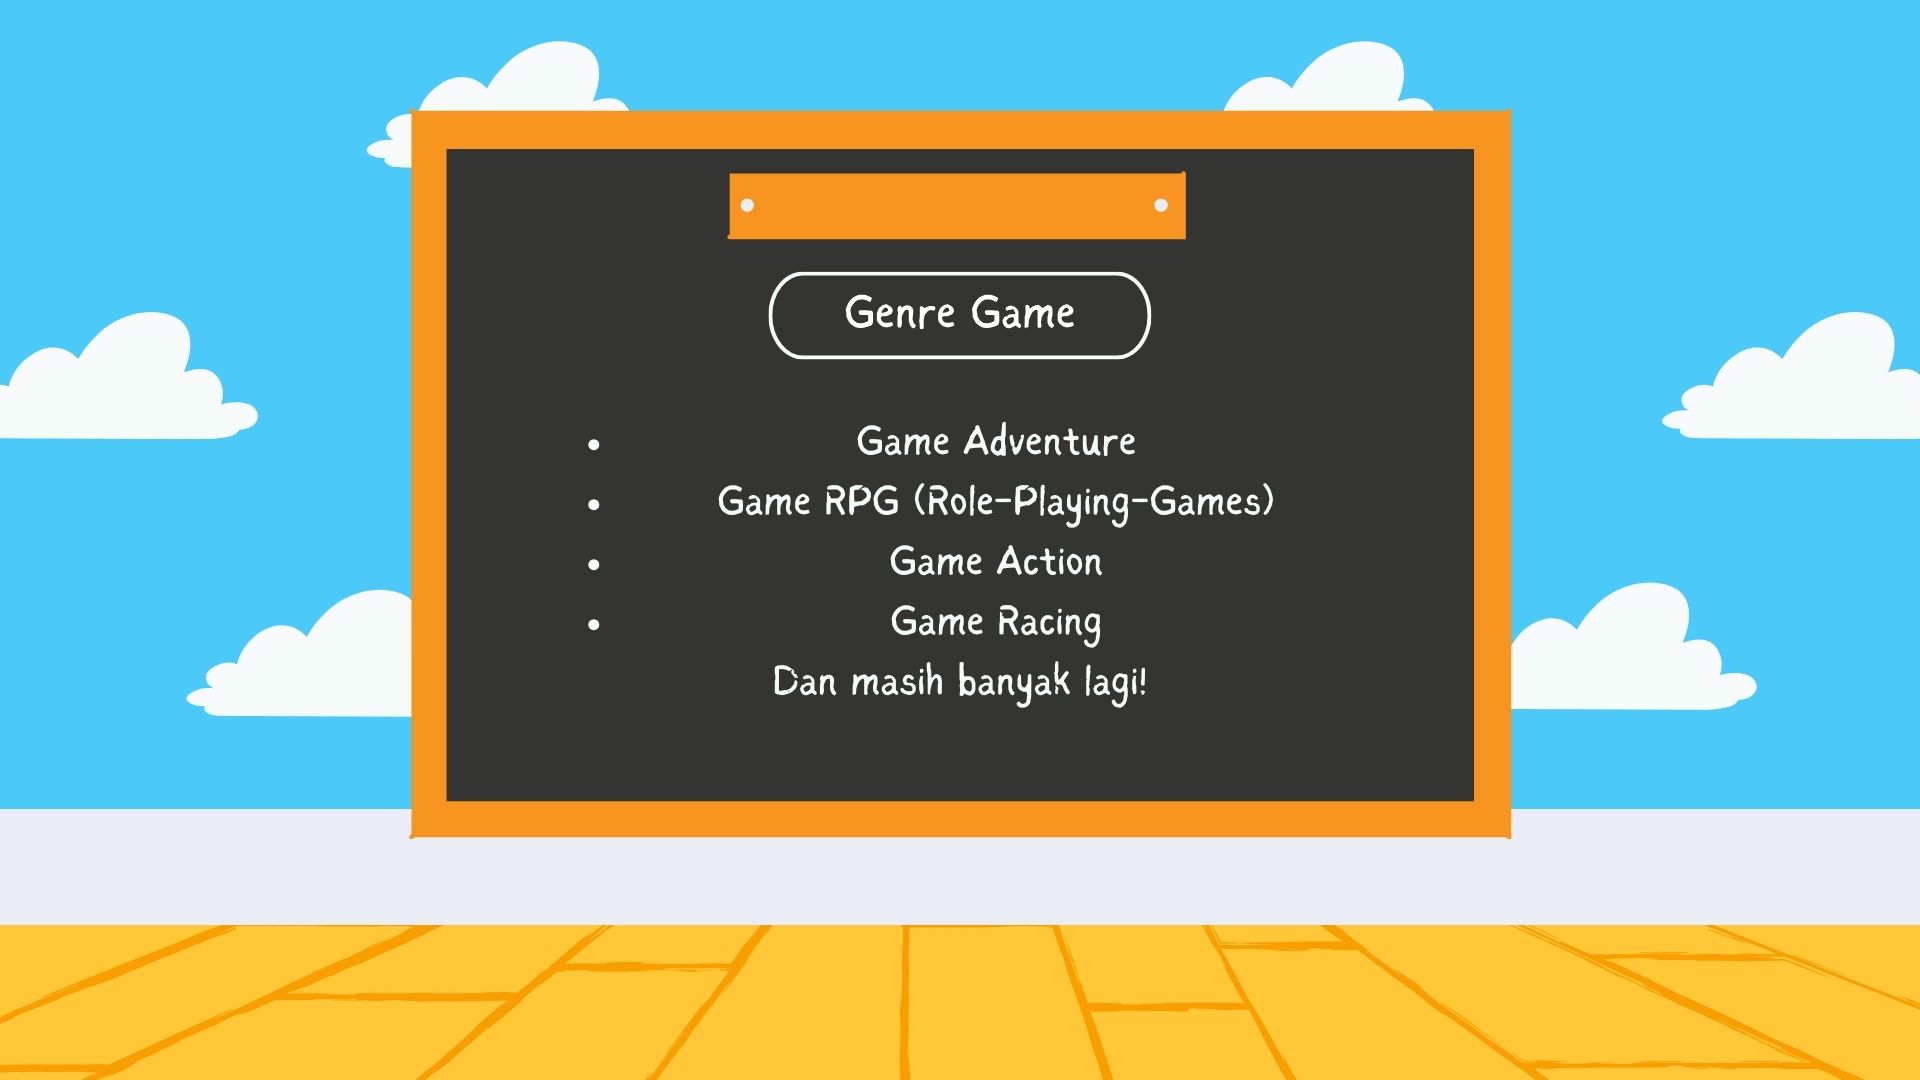 Genre Game
• Game Adventure
• Game RPG (Role-Playing-Games)
• Game Action
• Game Racing
Dan masih banyak lagi!